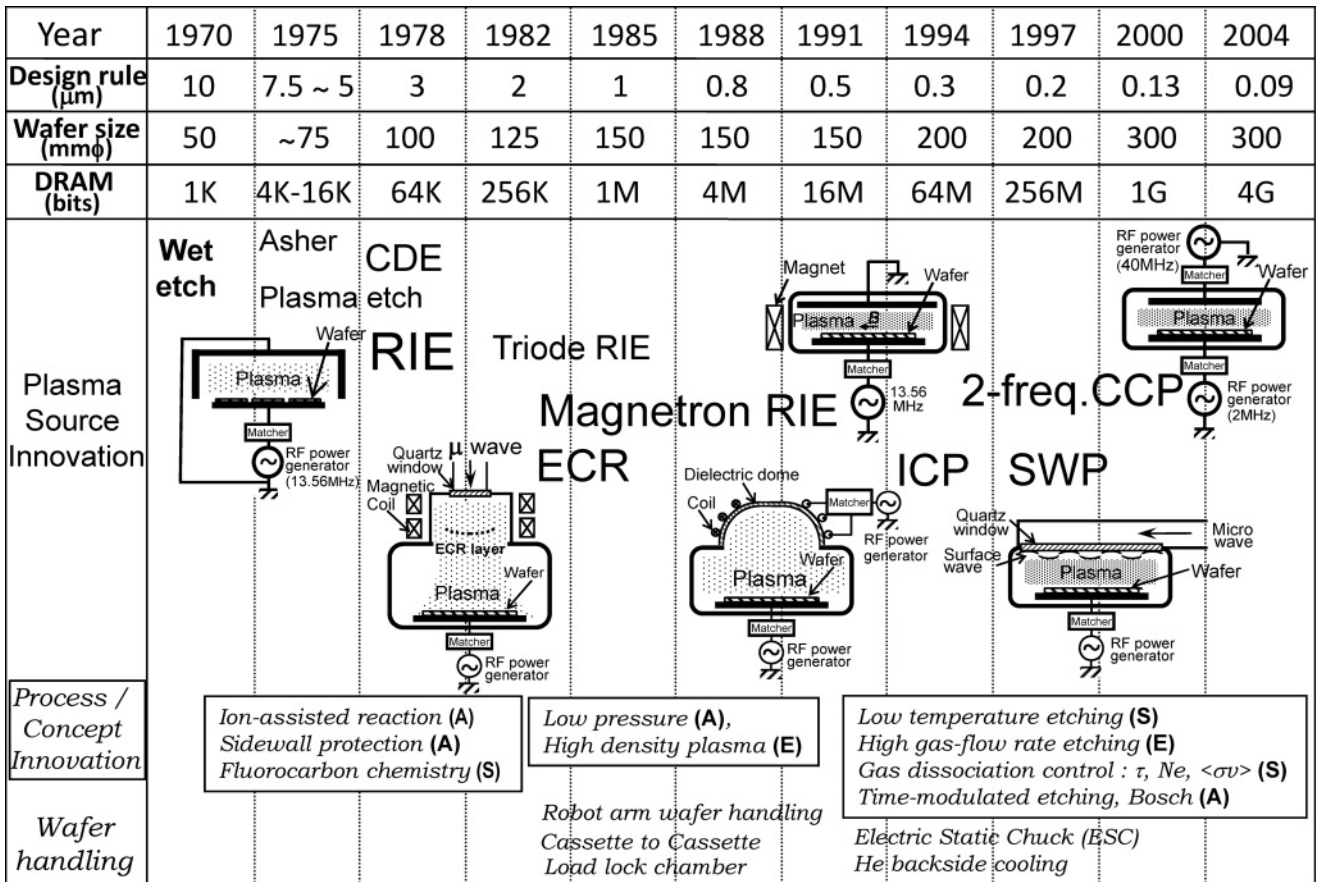 Year 1970 1975 1978 1982 1985 1988 1991 1994 1997 2000 2004
Design rule (μm) 10 7.5 ~ 5 3 2 1 0.8 0.5 0.3 0.2 0.13 0.09
Wafer size (mmϕ) 50 ~75 100 125 150 150 150 200 200 300 300
DRAM (bits) 1K 4K-16K 64K 256K 1M 4M 16M 64M 256M 1G 4G
Plasma
Source
Innovation
Wet
etch
Asher
Plasma etch
CDE
RIE
Triode RIE
Magnetron RIE
ECR
2-freq.CCP
ICP
SWP
Wafer
Plasma
Matcher
RF power
generator
(13.56MHz)
Quartz
window
μ wave
Magnetic
Coil
ECR layer
Wafer
Plasma
Matcher
RF power
generator
Magnet
Wafer
Plasma
B
Matcher
13.56
MHz
Dielectric dome
Coil
Matcher
RF power
generator
Wafer
Plasma
Matcher
RF power
generator
RF power
generator
(40MHz)
Matcher
Wafer
Plasma
Matcher
RF power
generator
(2MHz)
Quartz
window
Micro
wave
Surface
wave
Plasma
Wafer
Matcher
RF power
generator
Process /
Concept
Innovation
Ion-assisted reaction (A)
Sidewall protection (A)
Fluorocarbon chemistry (S)
Low pressure (A),
High density plasma (E)
Low temperature etching (S)
High gas-flow rate etching (E)
Gas dissociation control : τ, Ne, <συ> (S)
Time-modulated etching, Bosch (A)
Wafer
handling
Robot arm wafer handling
Cassette to Cassette
Load lock chamber
Electric Static Chuck (ESC)
He backside cooling